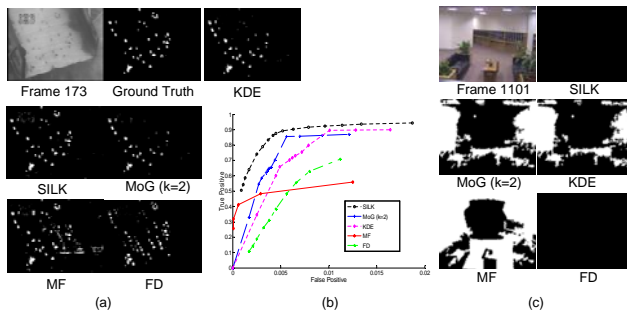 Frame 173
Ground Truth
KDE
SILK
MoG (k=2)
MF
FD
(a)
1
0.9
0.8
0.7
0.6
0.5
0.4
0.3
0.2
0.1
0
True Positive
0
0.005
0.01
0.015
0.02
False Positive
SILK
MoG (k=2)
KDE
MF
FD
(b)
Frame 1101
SILK
MoG (k=2)
KDE
MF
FD
(c)